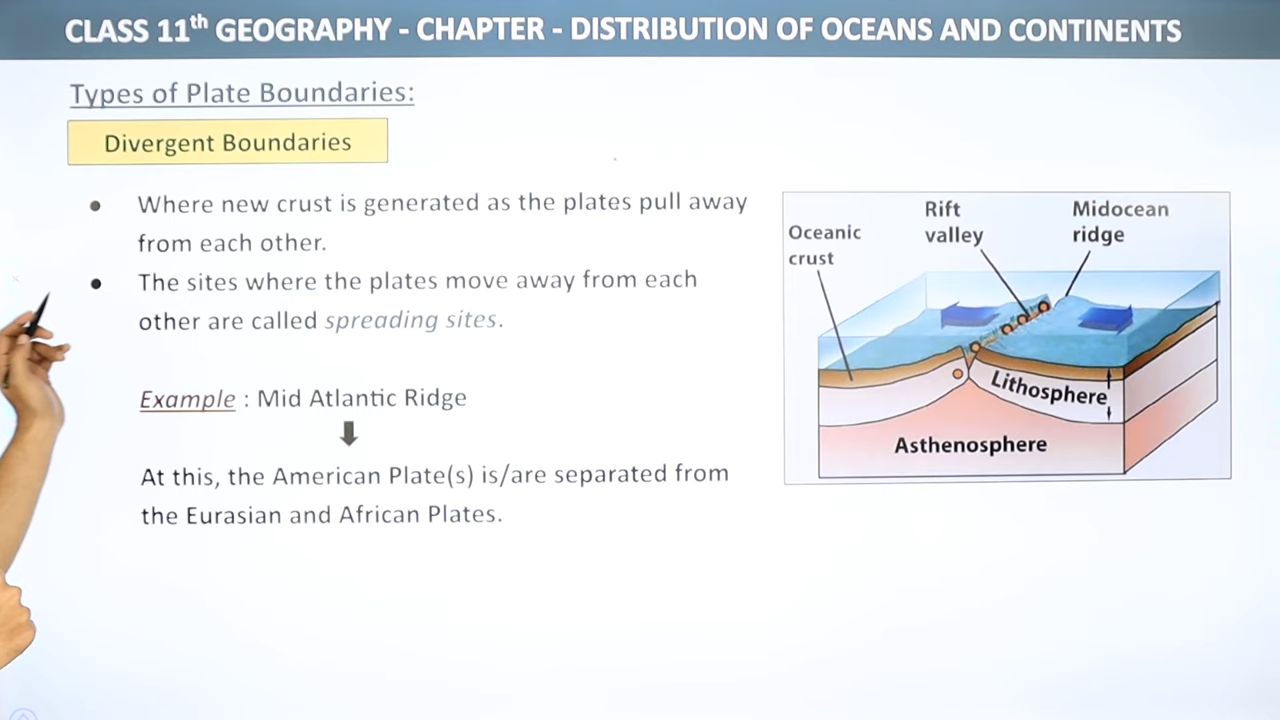 CLASS 11th GEOGRAPHY - CHAPTER - DISTRIBUTION OF OCEANS AND CONTINENTS
Types of Plate Boundaries:
Divergent Boundaries
● Where new crust is generated as the plates pull away
from each other.
● The sites where the plates move away from each
other are called spreading sites.
Example : Mid Atlantic Ridge
At this, the American Plate(s) is/are separated from
the Eurasian and African Plates.
Oceanic
crust
Rift
valley
Midocean
ridge
Lithosphere
Asthenosphere